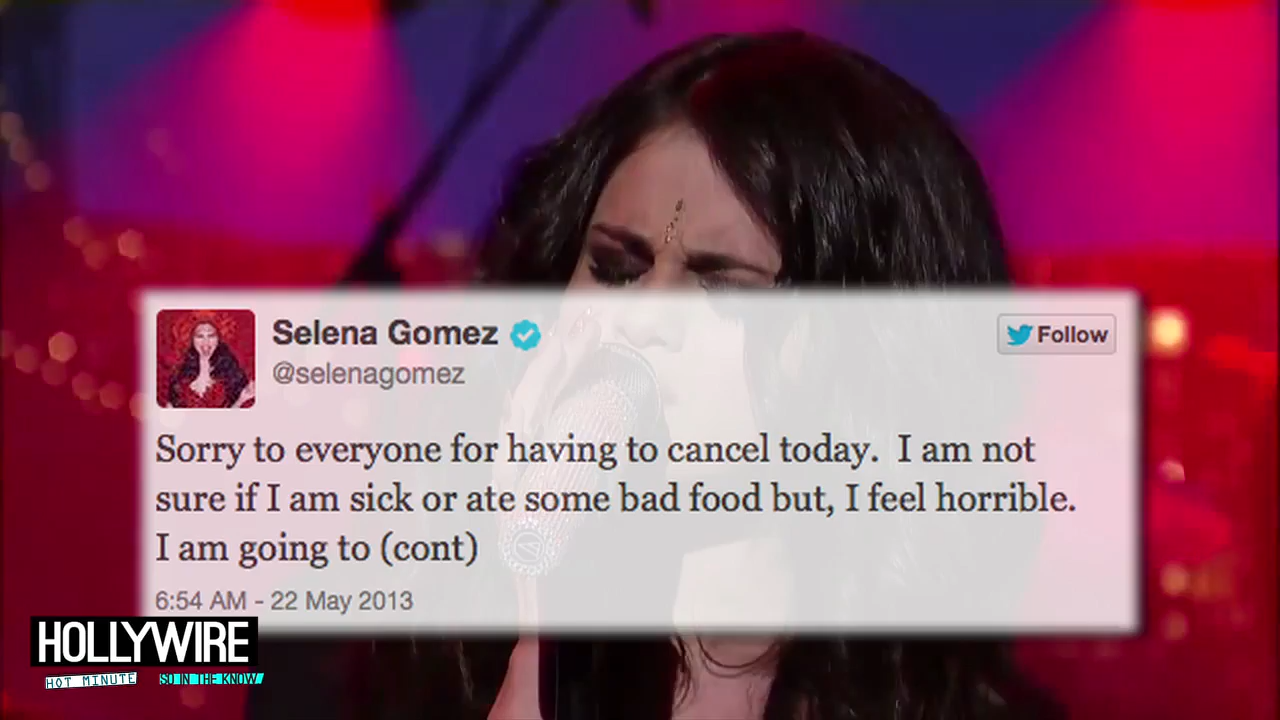 Selena Gomez
@selenagomez
Follow
Sorry to everyone for having to cancel today.  I am not
sure if I am sick or ate some bad food but, I feel horrible.
I am going to (cont)
6:54 AM - 22 May 2013
HOLLYWIRE
HOT MINUTE
SO IN THE KNOW